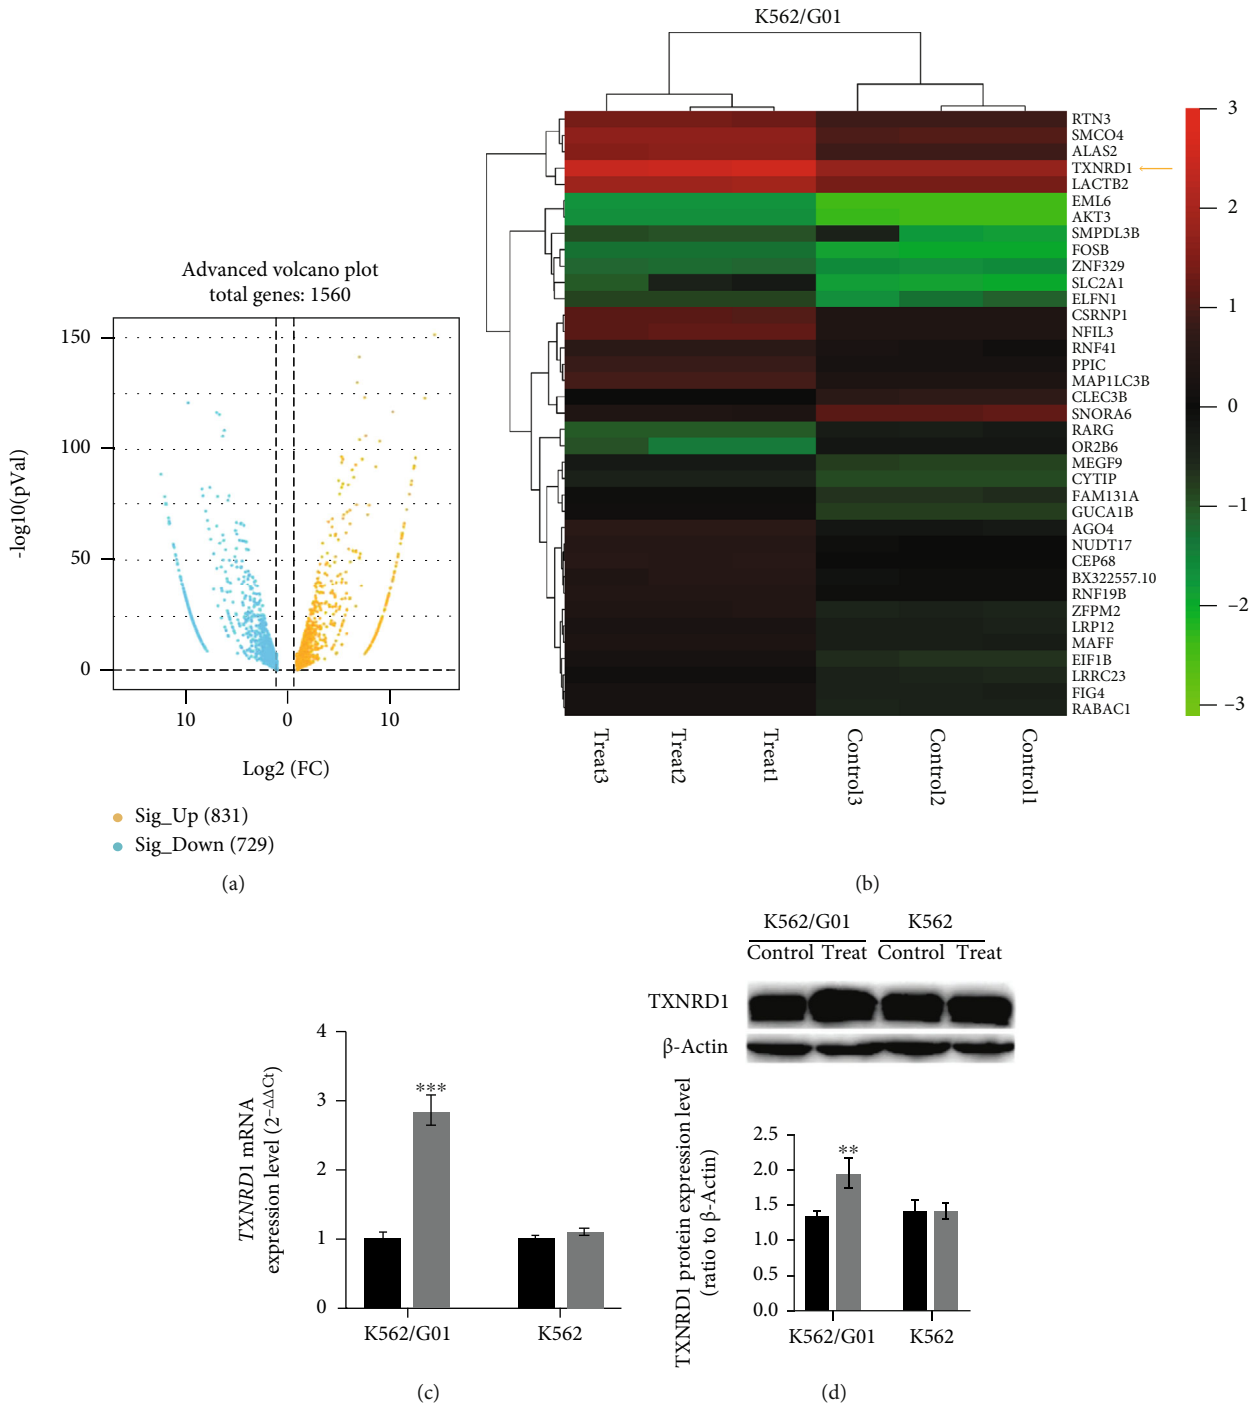 Advanced volcano plot
total genes: 1560
150
100
50
0
-log10(pVal)
10
0
10
Log2 (FC)
Sig_Up (831)
Sig_Down (729)
(a)
K562/G01
RTN3
SMCO4
ALAS2
TXNRD1
LACTB2
EML6
AKT3
SMPDL3B
FOSB
ZNF329
SLC2A1
ELFN1
CSRNP1
NFIL3
RNF41
PPIC
MAP1LC3B
CLEC3B
SNORA6
RARG
OR2B6
MEGF9
CYTIP
FAM131A
GUCA1B
AGO4
NUDT17
CEP68
BX322557.10
RNF19B
ZFPM2
LRP12
MAFF
EIF1B
LRRC23
FIG4
RABAC1
3
2
1
0
−1
−2
−3
Treat3
Treat2
Treat1
Control3
Control2
Control1
(b)
TXNRD1 mRNA
expression level (2−ΔΔCt)
4
3
2
1
0
***
K562/G01
K562
(c)
K562/G01
K562
Control Treat Control Treat
TXNRD1
β-Actin
TXNRD1 protein expression level
(ratio to β-Actin)
2.5
2.0
1.5
1.0
0.5
0.0
**
K562/G01
K562
(d)